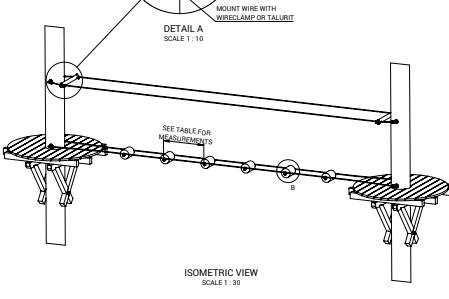 MOUNT WIRE WITH
WIRECLAMP OR TALURIT
DETAIL A
SCALE 1 : 10
SEE TABLE FOR
MEASUREMENTS
B
ISOMETRIC VIEW
SCALE 1 : 30